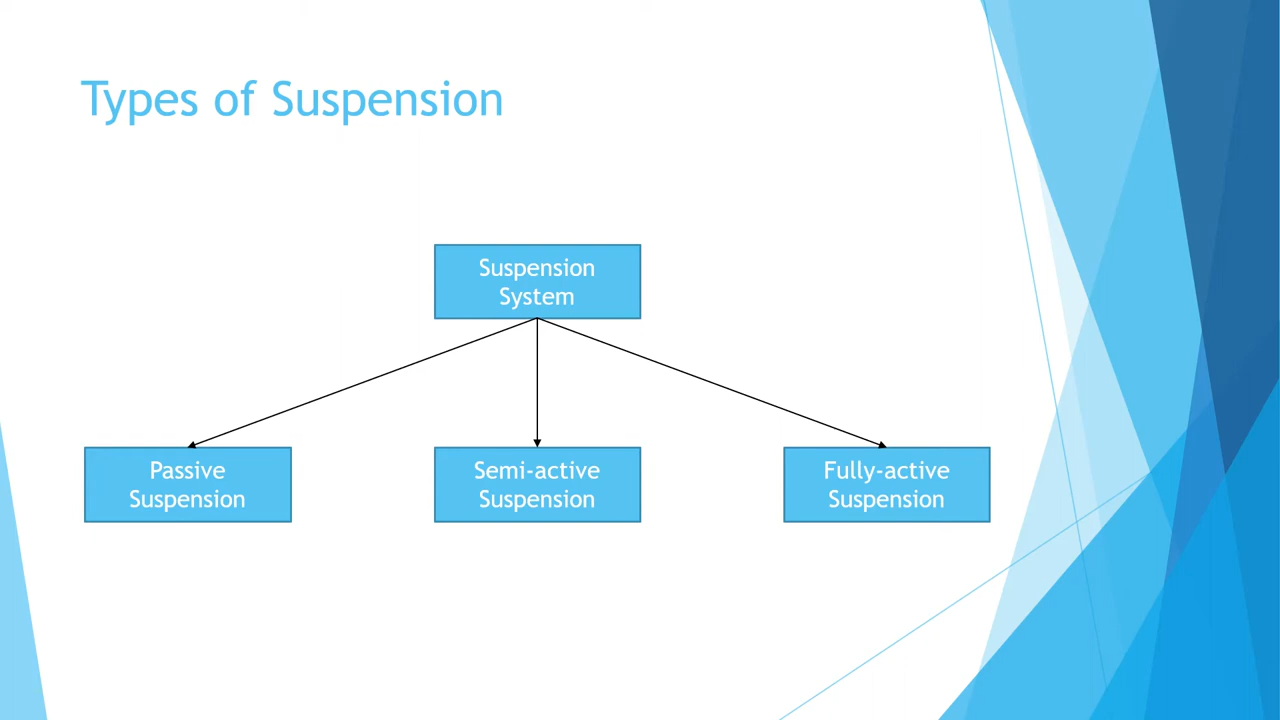 Types of Suspension
Suspension
System
Passive
Suspension
Semi-active
Suspension
Fully-active
Suspension